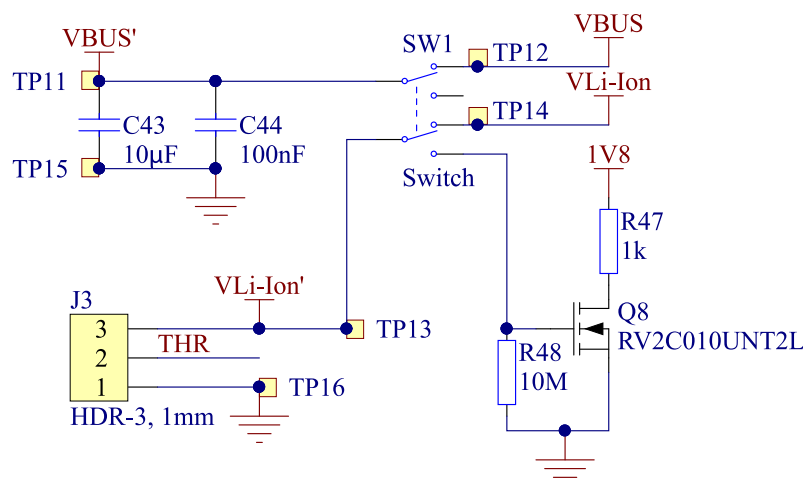 VBUS'
SW1
VBUS
TP12
TP11
VLi-Ion
TP14
C43
10µF
C44
100nF
TP15
Switch
1V8
R47
1k
VLi-Ion'
J3
3
2
1
THR
TP13
Q8
RV2C010UNT2L
R48
10M
TP16
HDR-3, 1mm